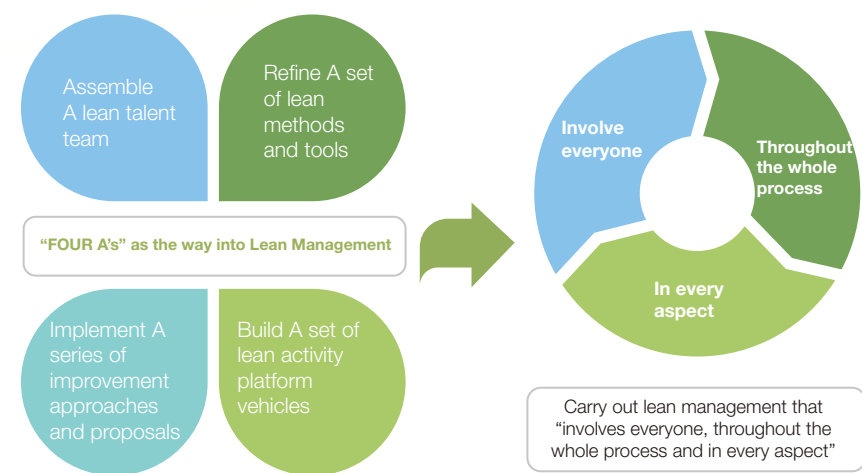 Assemble
A lean talent
team
Refine A set
of lean
methods
and tools
“FOUR A’s” as the way into Lean Management
Implement A
series of
improvement
approaches
and proposals
Build A set of
lean activity
platform
vehicles
Involve
everyone
Throughout
the whole
process
In every
aspect
Carry out lean management that
“involves everyone, throughout the
whole process and in every aspect”